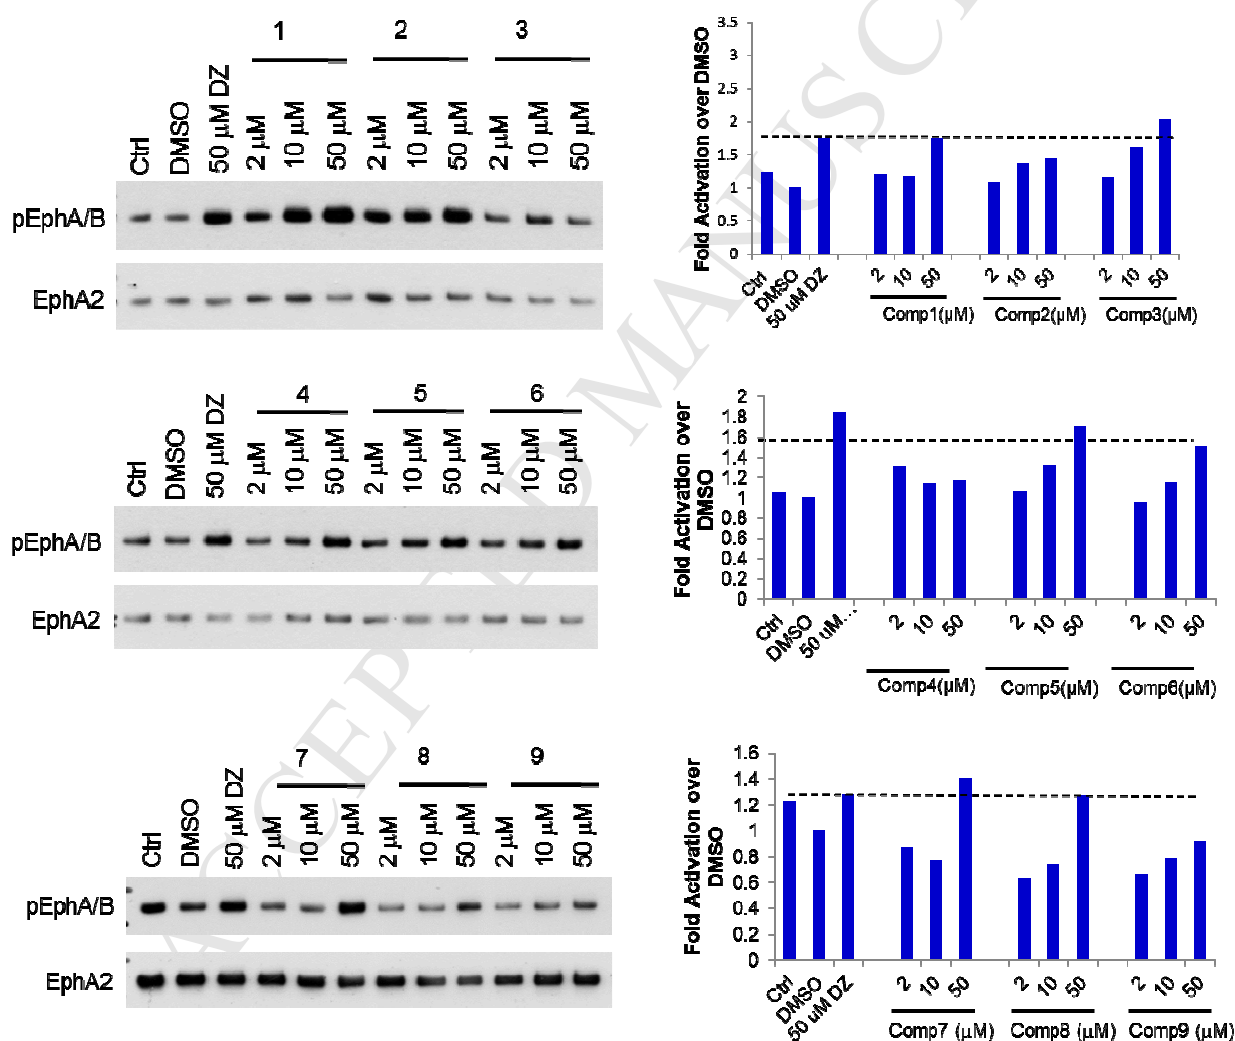 1 2 3
Ctrl DMSO 50 µM DZ 2 µM 10 µM 50 µM 2 µM 10 µM 50 µM 2 µM 10 µM 50 µM
pEphA/B
EphA2
Fold Activation over DMSO
3.5
3
2.5
2
1.5
1
0.5
0
Ctrl DMSO 50 uM DZ 2 10 50 2 10 50 2 10 50
Comp1(µM) Comp2(µM) Comp3(µM)
4 5 6
Ctrl DMSO 50 µM DZ 2 µM 10 µM 50 µM 2 µM 10 µM 50 µM 2 µM 10 µM 50 µM
pEphA/B
EphA2
Fold Activation over
DMSO
2
1.8
1.6
1.4
1.2
1
0.8
0.6
0.4
0.2
0
Ctrl DMSO 50 uM... 2 10 50 2 10 50 2 10 50
Comp4(µM) Comp5(µM) Comp6(µM)
7 8 9
Ctrl DMSO 50 µM DZ 2 µM 10 µM 50 µM 2 µM 10 µM 50 µM 2 µM 10 µM 50 µM
pEphA/B
EphA2
Fold Activation over
DMSO
1.6
1.4
1.2
1
0.8
0.6
0.4
0.2
0
Ctrl DMSO 50 uM DZ 2 10 50 2 10 50 2 10 50
Comp7 (µM) Comp8 (µM) Comp9 (µM)
ACCEPTED MANUSC